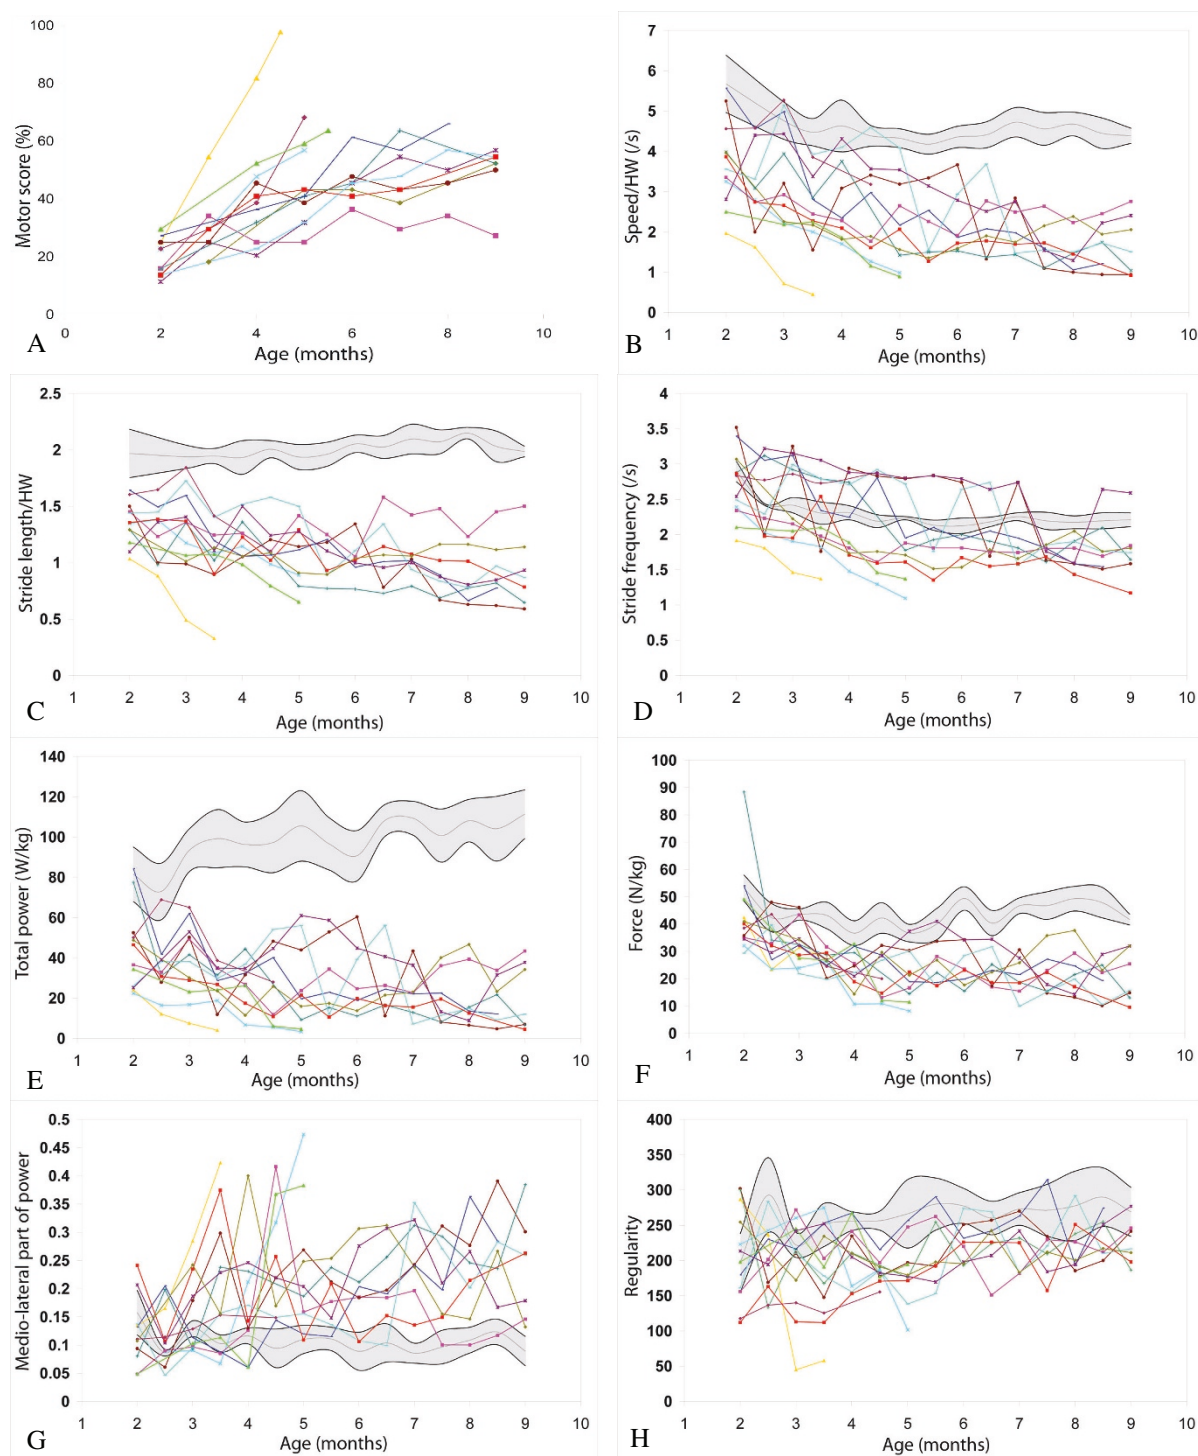 100
80
60
40
20
0
0 2 4 6 8 10
Motor score (%)
Age (months)
A
7
6
5
4
3
2
1
0
1 2 3 4 5 6 7 8 9 10
Speed/HW (/s)
Age (months)
B
2.5
2
1.5
1
0.5
0
1 2 3 4 5 6 7 8 9 10
Stride length/HW
Age (months)
C
4
3.5
3
2.5
2
1.5
1
0.5
0
1 2 3 4 5 6 7 8 9 10
Stride frequency (/s)
Age (months)
D
140
120
100
80
60
40
20
0
1 2 3 4 5 6 7 8 9 10
Total power (W/kg)
Age (months)
E
100
90
80
70
60
50
40
30
20
10
0
1 2 3 4 5 6 7 8 9 10
Force (N/kg)
Age (months)
F
0.5
0.45
0.4
0.35
0.3
0.25
0.2
0.15
0.1
0.05
0
1 2 3 4 5 6 7 8 9 10
Medio-lateral part of power
Age (months)
G
400
350
300
250
200
150
100
50
0
1 2 3 4 5 6 7 8 9 10
Regularity
Age (months)
H